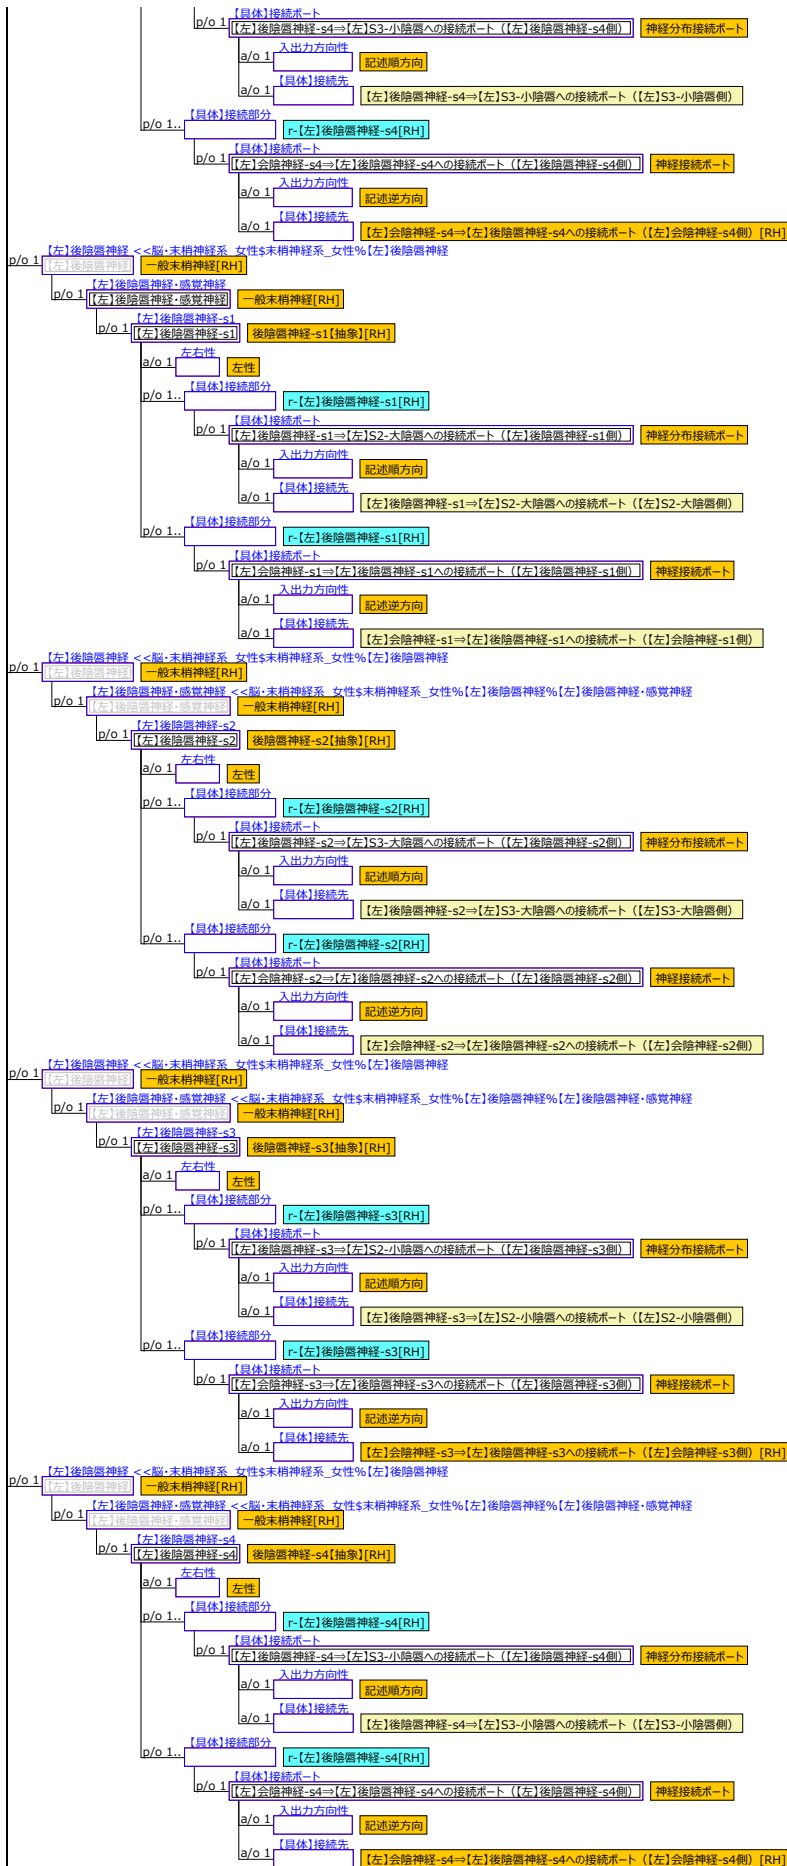 【具体】接続ポート
p/o 1 【左】後陰唇神経-s4⇒【左】S3-小陰唇への接続ポート（【左】後陰唇神経-s4側） 神経分布接続ポート
入出力方向性
a/o 1 記述順方向
【具体】接続先
a/o 1 【左】後陰唇神経-s4⇒【左】S3-小陰唇への接続ポート（【左】S3-小陰唇側）
【具体】接続部分
p/o 1.. r-【左】後陰唇神経-s4[RH]
【具体】接続ポート
p/o 1 【左】会陰神経-s4⇒【左】後陰唇神経-s4への接続ポート（【左】後陰唇神経-s4側） 神経接続ポート
入出力方向性
a/o 1 記述逆方向
【具体】接続先
a/o 1 【左】会陰神経-s4⇒【左】後陰唇神経-s4への接続ポート（【左】会陰神経-s4側）[RH]
【左】後陰唇神経 <<脳・末梢神経系_女性$末梢神経系_女性%【左】後陰唇神経
p/o 1 【左】後陰唇神経 一般末梢神経[RH]
【左】後陰唇神経・感覚神経
p/o 1 【左】後陰唇神経・感覚神経 一般末梢神経[RH]
【左】後陰唇神経-s1
p/o 1 【左】後陰唇神経-s1 後陰唇神経-s1【抽象】[RH]
左右性
a/o 1 左性
【具体】接続部分
p/o 1.. r-【左】後陰唇神経-s1[RH]
【具体】接続ポート
p/o 1 【左】後陰唇神経-s1⇒【左】S2-大陰唇への接続ポート（【左】後陰唇神経-s1側） 神経分布接続ポート
入出力方向性
a/o 1 記述順方向
【具体】接続先
a/o 1 【左】後陰唇神経-s1⇒【左】S2-大陰唇への接続ポート（【左】S2-大陰唇側）
【具体】接続部分
p/o 1.. r-【左】後陰唇神経-s1[RH]
【具体】接続ポート
p/o 1 【左】会陰神経-s1⇒【左】後陰唇神経-s1への接続ポート（【左】後陰唇神経-s1側） 神経接続ポート
入出力方向性
a/o 1 記述逆方向
【具体】接続先
a/o 1 【左】会陰神経-s1⇒【左】後陰唇神経-s1への接続ポート（【左】会陰神経-s1側）
【左】後陰唇神経 <<脳・末梢神経系_女性$末梢神経系_女性%【左】後陰唇神経
p/o 1 【左】後陰唇神経 一般末梢神経[RH]
【左】後陰唇神経・感覚神経 <<脳・末梢神経系_女性$末梢神経系_女性%【左】後陰唇神経%【左】後陰唇神経・感覚神経
p/o 1 【左】後陰唇神経・感覚神経 一般末梢神経[RH]
【左】後陰唇神経-s2
p/o 1 【左】後陰唇神経-s2 後陰唇神経-s2【抽象】[RH]
左右性
a/o 1 左性
【具体】接続部分
p/o 1.. r-【左】後陰唇神経-s2[RH]
【具体】接続ポート
p/o 1 【左】後陰唇神経-s2⇒【左】S3-大陰唇への接続ポート（【左】後陰唇神経-s2側） 神経分布接続ポート
入出力方向性
a/o 1 記述順方向
【具体】接続先
a/o 1 【左】後陰唇神経-s2⇒【左】S3-大陰唇への接続ポート（【左】S3-大陰唇側）
【具体】接続部分
p/o 1.. r-【左】後陰唇神経-s2[RH]
【具体】接続ポート
p/o 1 【左】会陰神経-s2⇒【左】後陰唇神経-s2への接続ポート（【左】後陰唇神経-s2側） 神経接続ポート
入出力方向性
a/o 1 記述逆方向
【具体】接続先
a/o 1 【左】会陰神経-s2⇒【左】後陰唇神経-s2への接続ポート（【左】会陰神経-s2側）
【左】後陰唇神経 <<脳・末梢神経系_女性$末梢神経系_女性%【左】後陰唇神経
p/o 1 【左】後陰唇神経 一般末梢神経[RH]
【左】後陰唇神経・感覚神経 <<脳・末梢神経系_女性$末梢神経系_女性%【左】後陰唇神経%【左】後陰唇神経・感覚神経
p/o 1 【左】後陰唇神経・感覚神経 一般末梢神経[RH]
【左】後陰唇神経-s3
p/o 1 【左】後陰唇神経-s3 後陰唇神経-s3【抽象】[RH]
左右性
a/o 1 左性
【具体】接続部分
p/o 1.. r-【左】後陰唇神経-s3[RH]
【具体】接続ポート
p/o 1 【左】後陰唇神経-s3⇒【左】S2-小陰唇への接続ポート（【左】後陰唇神経-s3側） 神経分布接続ポート
入出力方向性
a/o 1 記述順方向
【具体】接続先
a/o 1 【左】後陰唇神経-s3⇒【左】S2-小陰唇への接続ポート（【左】S2-小陰唇側）
【具体】接続部分
p/o 1.. r-【左】後陰唇神経-s3[RH]
【具体】接続ポート
p/o 1 【左】会陰神経-s3⇒【左】後陰唇神経-s3への接続ポート（【左】後陰唇神経-s3側） 神経接続ポート
入出力方向性
a/o 1 記述逆方向
【具体】接続先
a/o 1 【左】会陰神経-s3⇒【左】後陰唇神経-s3への接続ポート（【左】会陰神経-s3側）[RH]
【左】後陰唇神経 <<脳・末梢神経系_女性$末梢神経系_女性%【左】後陰唇神経
p/o 1 【左】後陰唇神経 一般末梢神経[RH]
【左】後陰唇神経・感覚神経 <<脳・末梢神経系_女性$末梢神経系_女性%【左】後陰唇神経%【左】後陰唇神経・感覚神経
p/o 1 【左】後陰唇神経・感覚神経 一般末梢神経[RH]
【左】後陰唇神経-s4
p/o 1 【左】後陰唇神経-s4 後陰唇神経-s4【抽象】[RH]
左右性
a/o 1 左性
【具体】接続部分
p/o 1.. r-【左】後陰唇神経-s4[RH]
【具体】接続ポート
p/o 1 【左】後陰唇神経-s4⇒【左】S3-小陰唇への接続ポート（【左】後陰唇神経-s4側） 神経分布接続ポート
入出力方向性
a/o 1 記述順方向
【具体】接続先
a/o 1 【左】後陰唇神経-s4⇒【左】S3-小陰唇への接続ポート（【左】S3-小陰唇側）
【具体】接続部分
p/o 1.. r-【左】後陰唇神経-s4[RH]
【具体】接続ポート
p/o 1 【左】会陰神経-s4⇒【左】後陰唇神経-s4への接続ポート（【左】後陰唇神経-s4側） 神経接続ポート
入出力方向性
a/o 1 記述逆方向
【具体】接続先
a/o 1 【左】会陰神経-s4⇒【左】後陰唇神経-s4への接続ポート（【左】会陰神経-s4側）[RH]